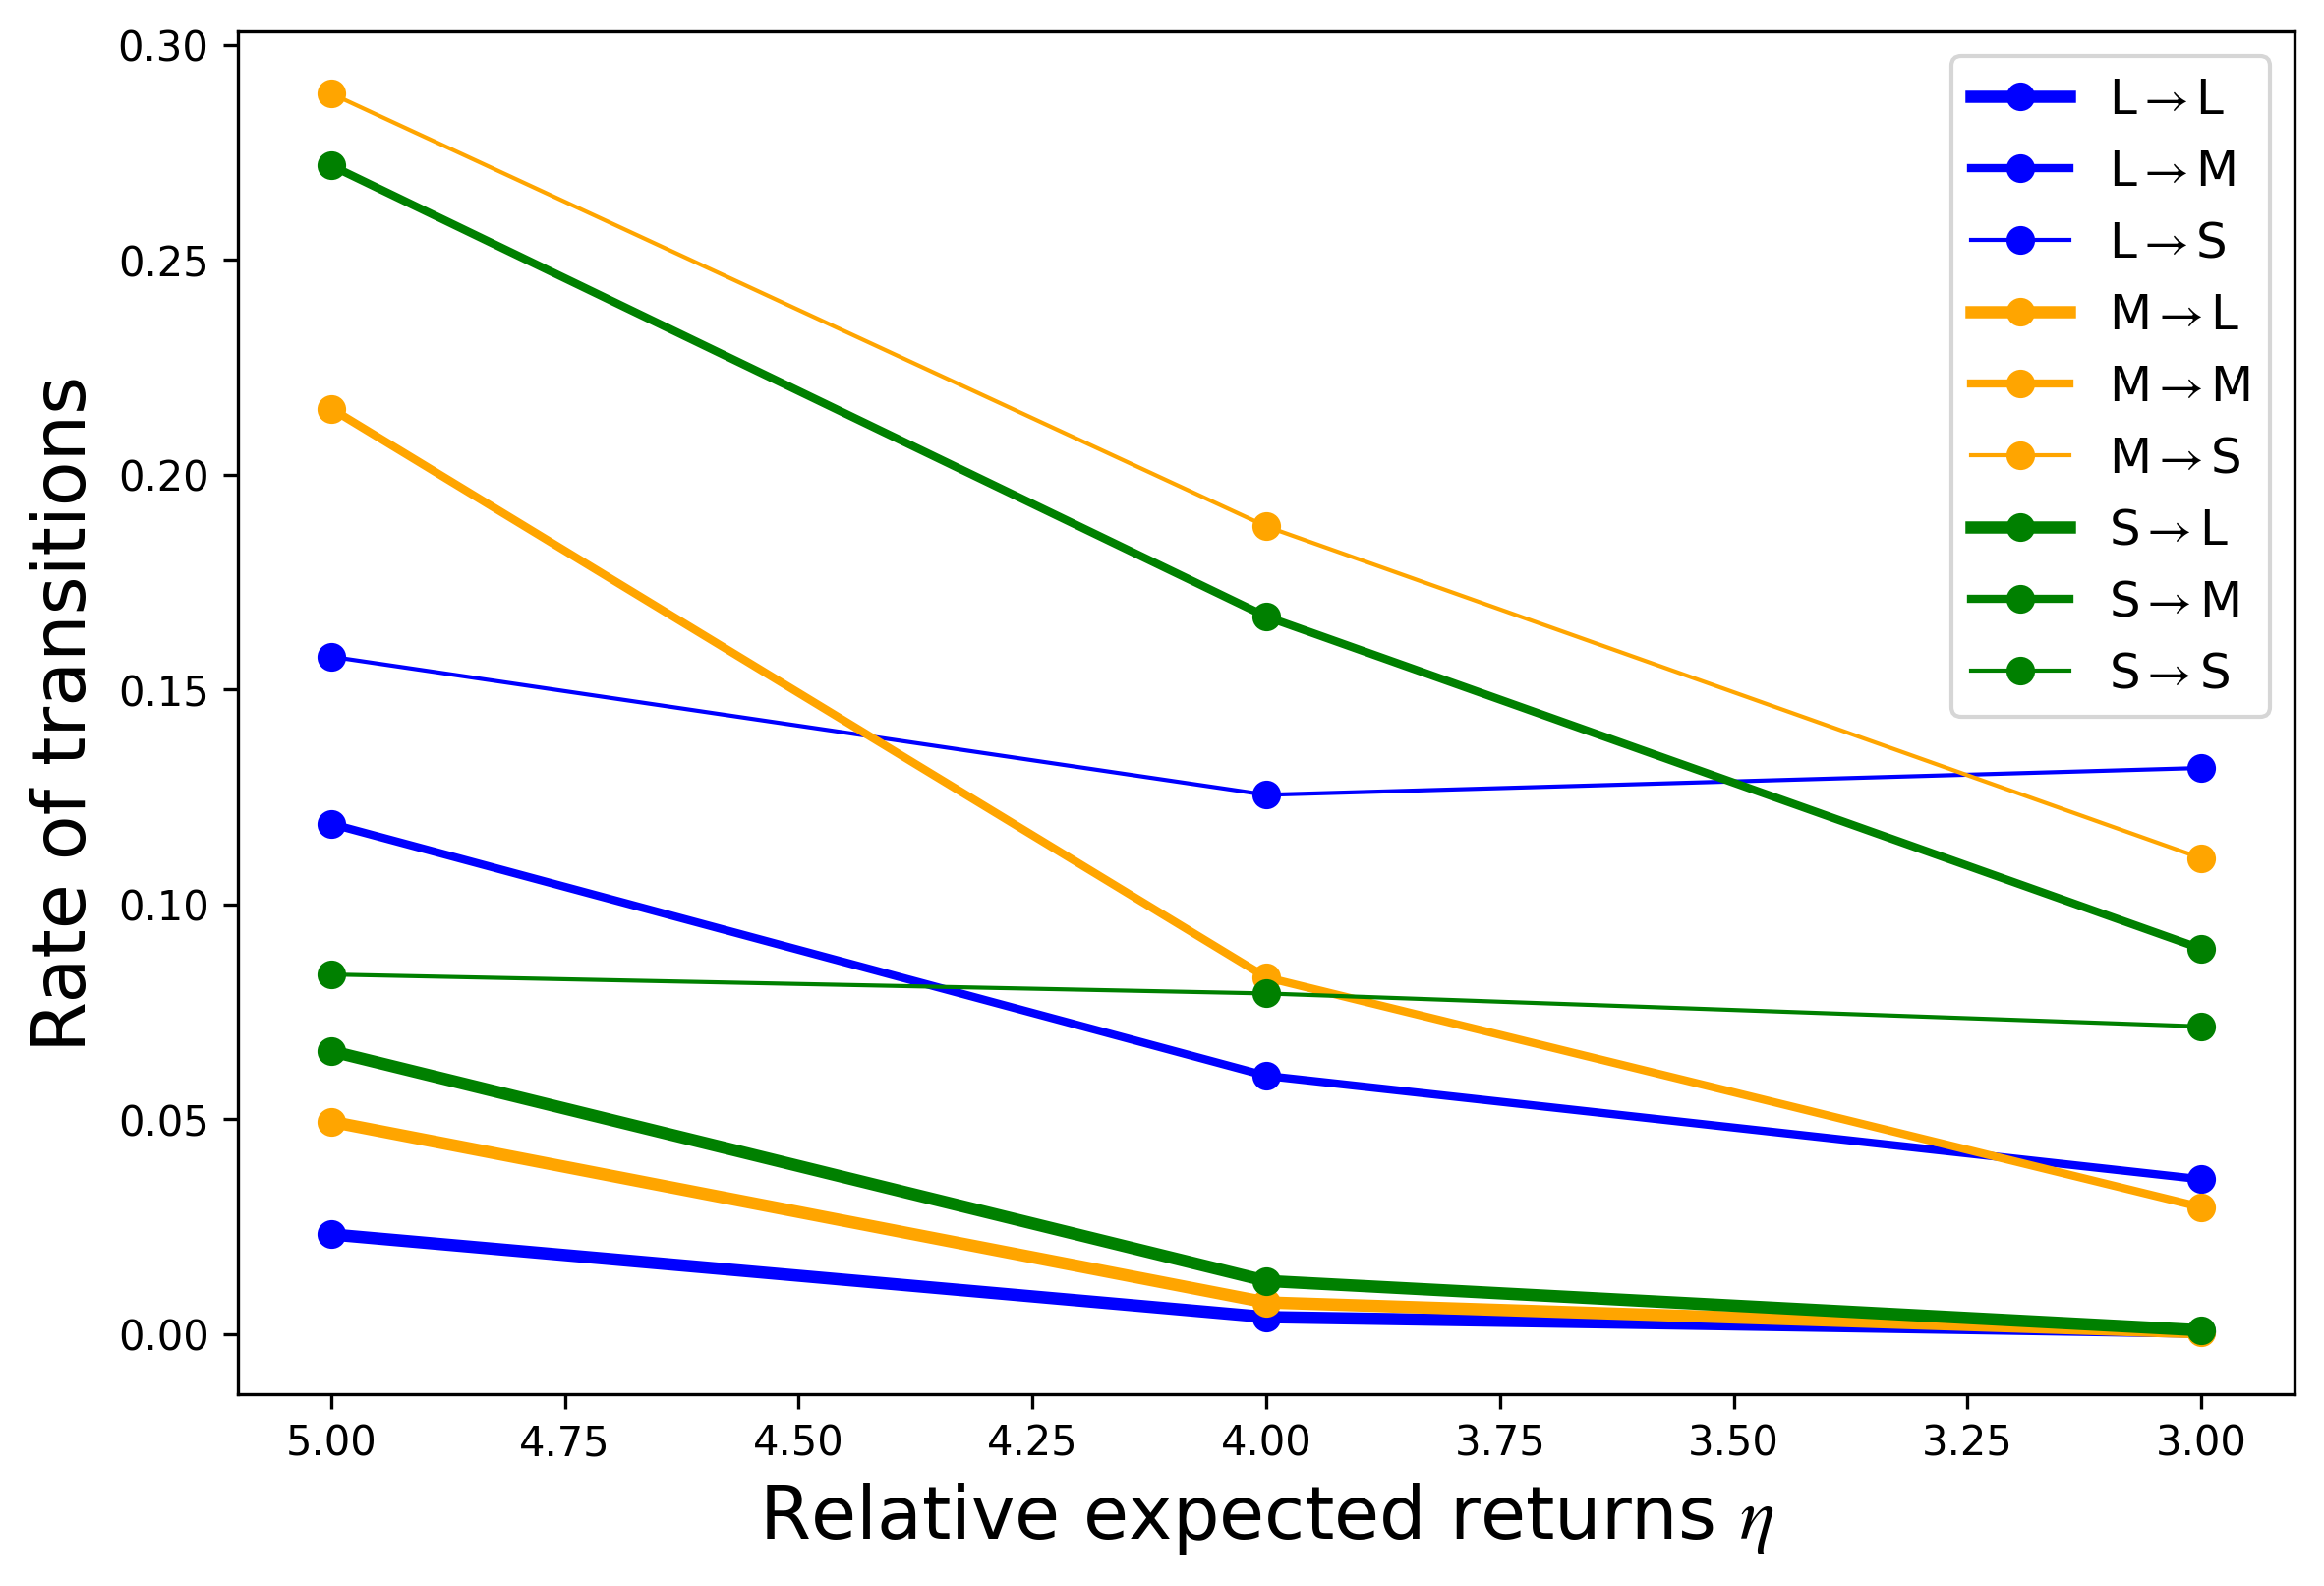 Rate of transitions
0.30
0.25
0.20
0.15
0.10
0.05
0.00
L→L
L→M
L→S
M→L
M→M
M→S
S→L
S→M
S→S
5.00 4.75 4.50 4.25 4.00 3.75 3.50 3.25 3.00
Relative expected returns η